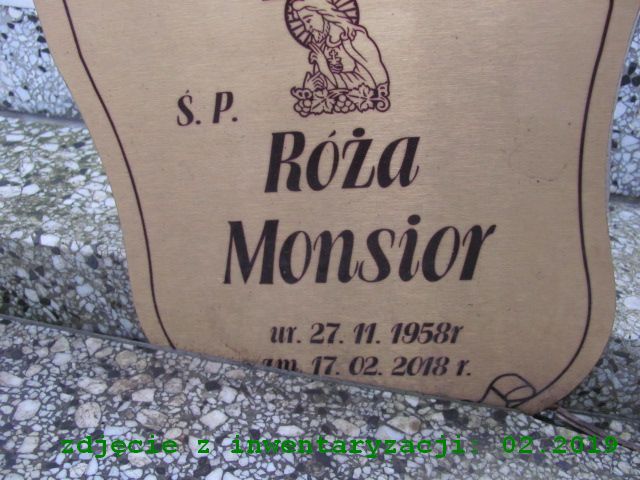 Ś. P.
Róża
Monsior
ur. 27. 11. 1958r
zm. 17. 02. 2018 r.
zdjęcie z inwentaryzacji: 02.2019